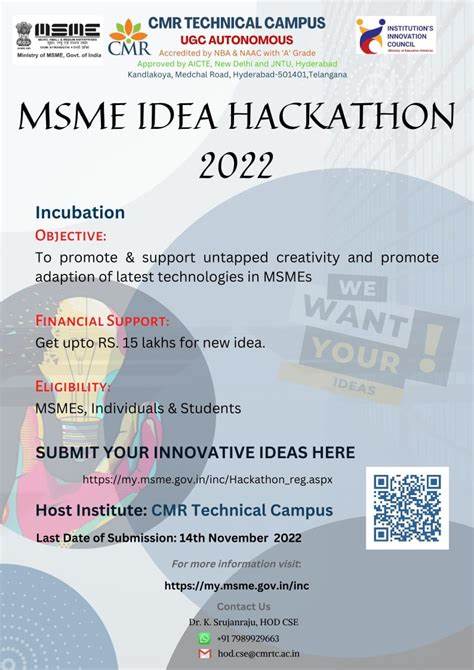 MSME
MICRO, SMALL & MEDIUM ENTERPRISES
Ministry of MSME, Govt. of India
CMR
CMR TECHNICAL CAMPUS
UGC AUTONOMOUS
Accredited by NBA & NAAC with 'A' Grade
Approved by AICTE, New Delhi and JNTU, Hyderabad
Kandlakoya, Medchal Road, Hyderabad-501401,Telangana
INSTITUTION'S
INNOVATION
COUNCIL
MSME IDEA HACKATHON
2022
Incubation
OBJECTIVE:
To promote & support untapped creativity and promote
adaption of latest technologies in MSMEs
WE
WANT
YOUR
!
IDEAS
FINANCIAL SUPPORT:
Get upto RS. 15 lakhs for new idea.
ELIGIBILITY:
MSMEs, Individuals & Students
SUBMIT YOUR INNOVATIVE IDEAS HERE
https://my.msme.gov.in/inc/Hackathon_reg.aspx
Host Institute: CMR Technical Campus
Last Date of Submission: 14th November 2022
For more information visit:
https://my.msme.gov.in/inc
Contact Us
Dr. K. Srujanraju, HOD CSE
+91 7989929663
hod.cse@cmrtc.ac.in